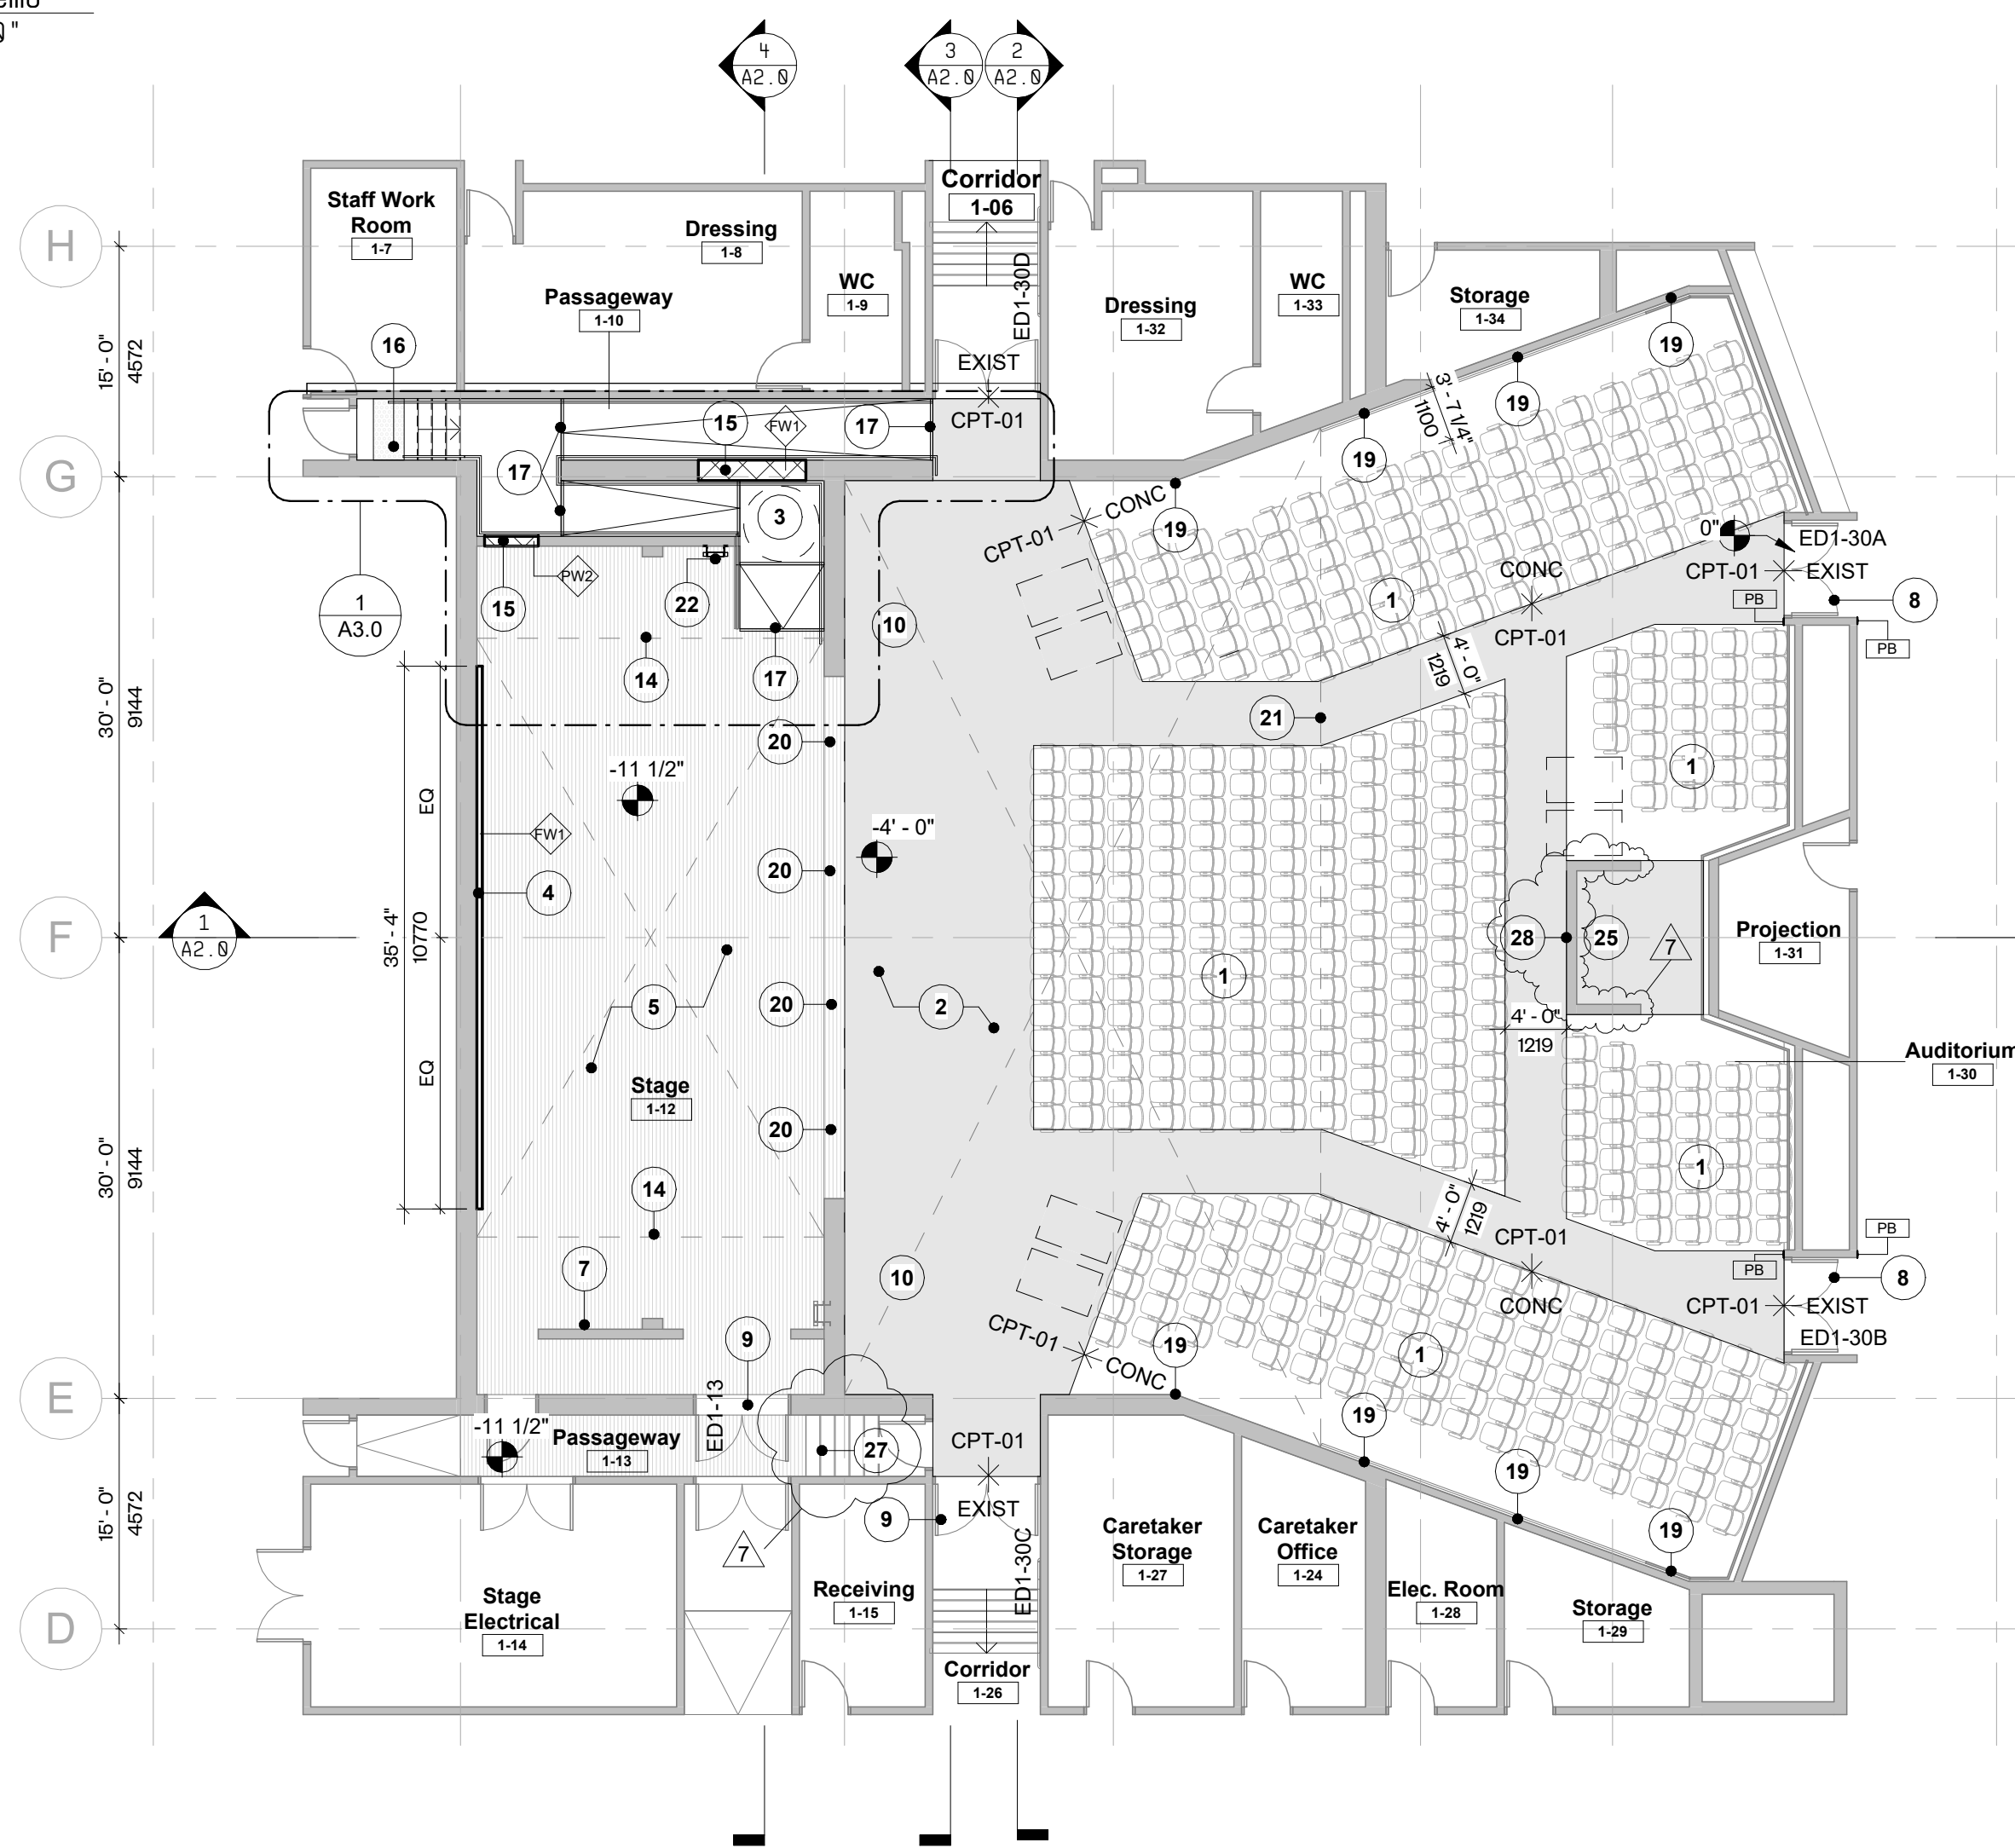 0"
4
A2.0
3
A2.0
2
A2.0
H
G
F
E
D
15' - 0"
4572
30' - 0"
9144
30' - 0"
9144
15' - 0"
4572
Staff Work
Room
1-7
Dressing
1-8
Passageway
1-10
WC
1-9
Corridor
1-06
ED1-30D
EXIST
CPT-01
Dressing
1-32
WC
1-33
Storage
1-34
16
15
FW1
17
17
3
15
PW2
22
14
17
1
A3.0
10
19
19
19
19
3' - 7 1/4"
1100
CPT-01
CONC
1
CONC
CPT-01
0"
ED1-30A
CPT-01
EXIST
PB
8
PB
4' - 0"
1219
21
1
20
-11 1/2"
-4' - 0"
EQ
35' - 4"
10770
EQ
FW1
4
20
1
A2.0
5
20
2
1
28
25
7
Projection
1-31
4' - 0"
1219
Auditorium
1-30
Stage
1-12
20
14
1
4' - 0"
1219
CPT-01
CONC
PB
PB
8
CPT-01
EXIST
ED1-30B
7
10
9
CPT-01
CONC
19
1
19
19
19
-11 1/2"
Passageway
1-13
ED1-13
27
CPT-01
EXIST
9
7
ED1-30C
Stage
Electrical
1-14
Receiving
1-15
Corridor
1-26
Caretaker
Storage
1-27
Caretaker
Office
1-24
Elec. Room
1-28
Storage
1-29